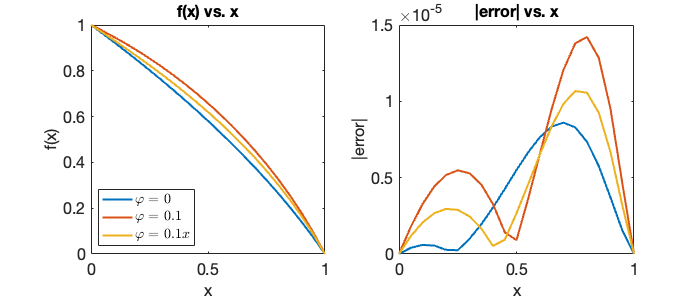 f(x) vs. x
1
0.8
0.6
0.4
0.2
0
f(x)
φ = 0
φ = 0.1
φ = 0.1x
0 0.5 1
x
|error| vs. x
×10⁻⁵
1.5
1
0.5
0
|error|
0 0.5 1
x